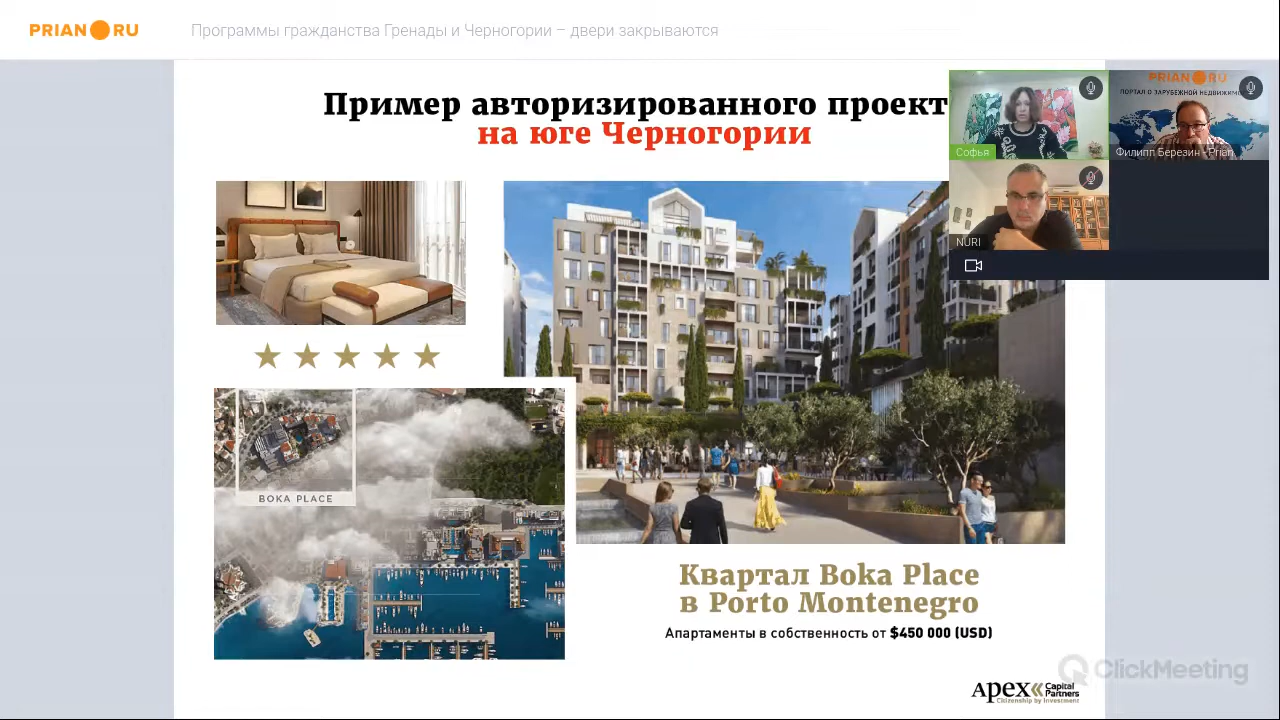 PRIAN RU
Программы гражданства Гренады и Черногории – двери закрываются
Пример авторизированного проект
на юге Черногории
PRIAN RU
ПОРТАЛ О ЗАРУБЕЖНОЙ НЕДВИЖИМО
Софья
Филипп Березин - Prian
NURI
BOKA PLACE
Квартал Boka Place
в Porto Montenegro
Апартаменты в собственность от $450 000 (USD)
ClickMeeting
Apex Capital Partners
Citizenship by Investment